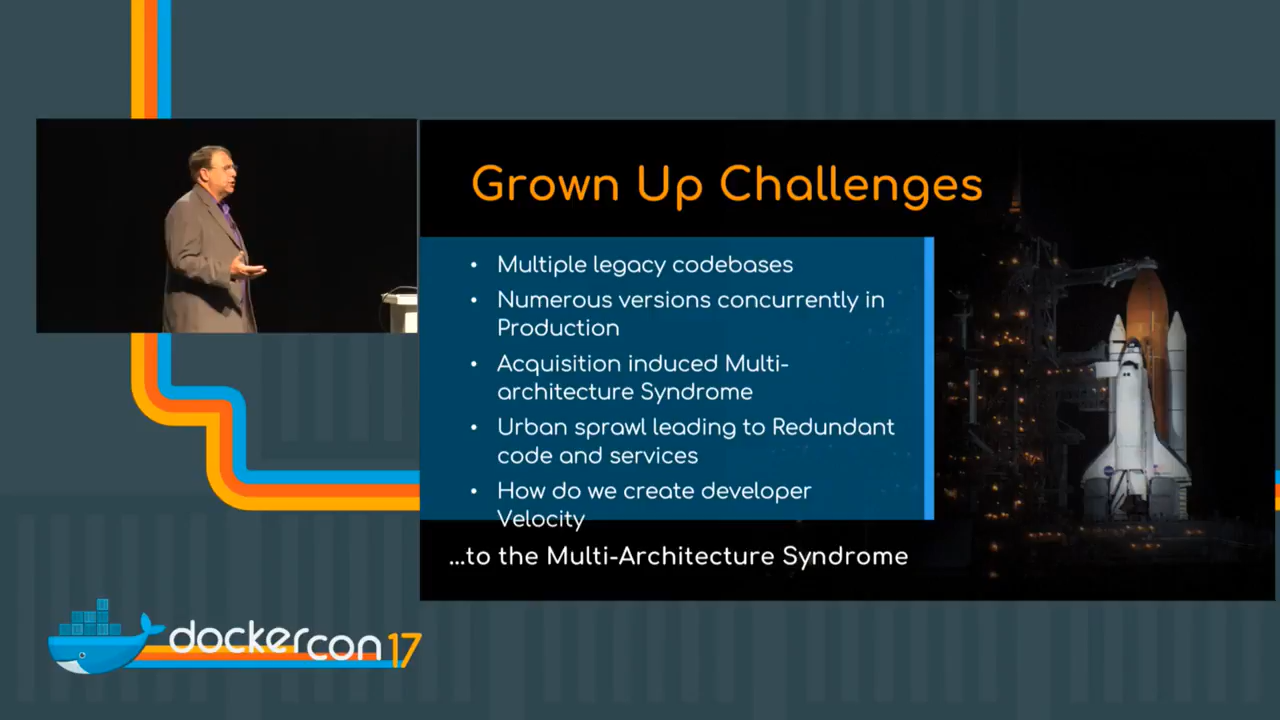 Grown Up Challenges
• Multiple legacy codebases
• Numerous versions concurrently in
Production
• Acquisition induced Multi-
architecture Syndrome
• Urban sprawl leading to Redundant
code and services
• How do we create developer
Velocity
...to the Multi-Architecture Syndrome
dockercon17